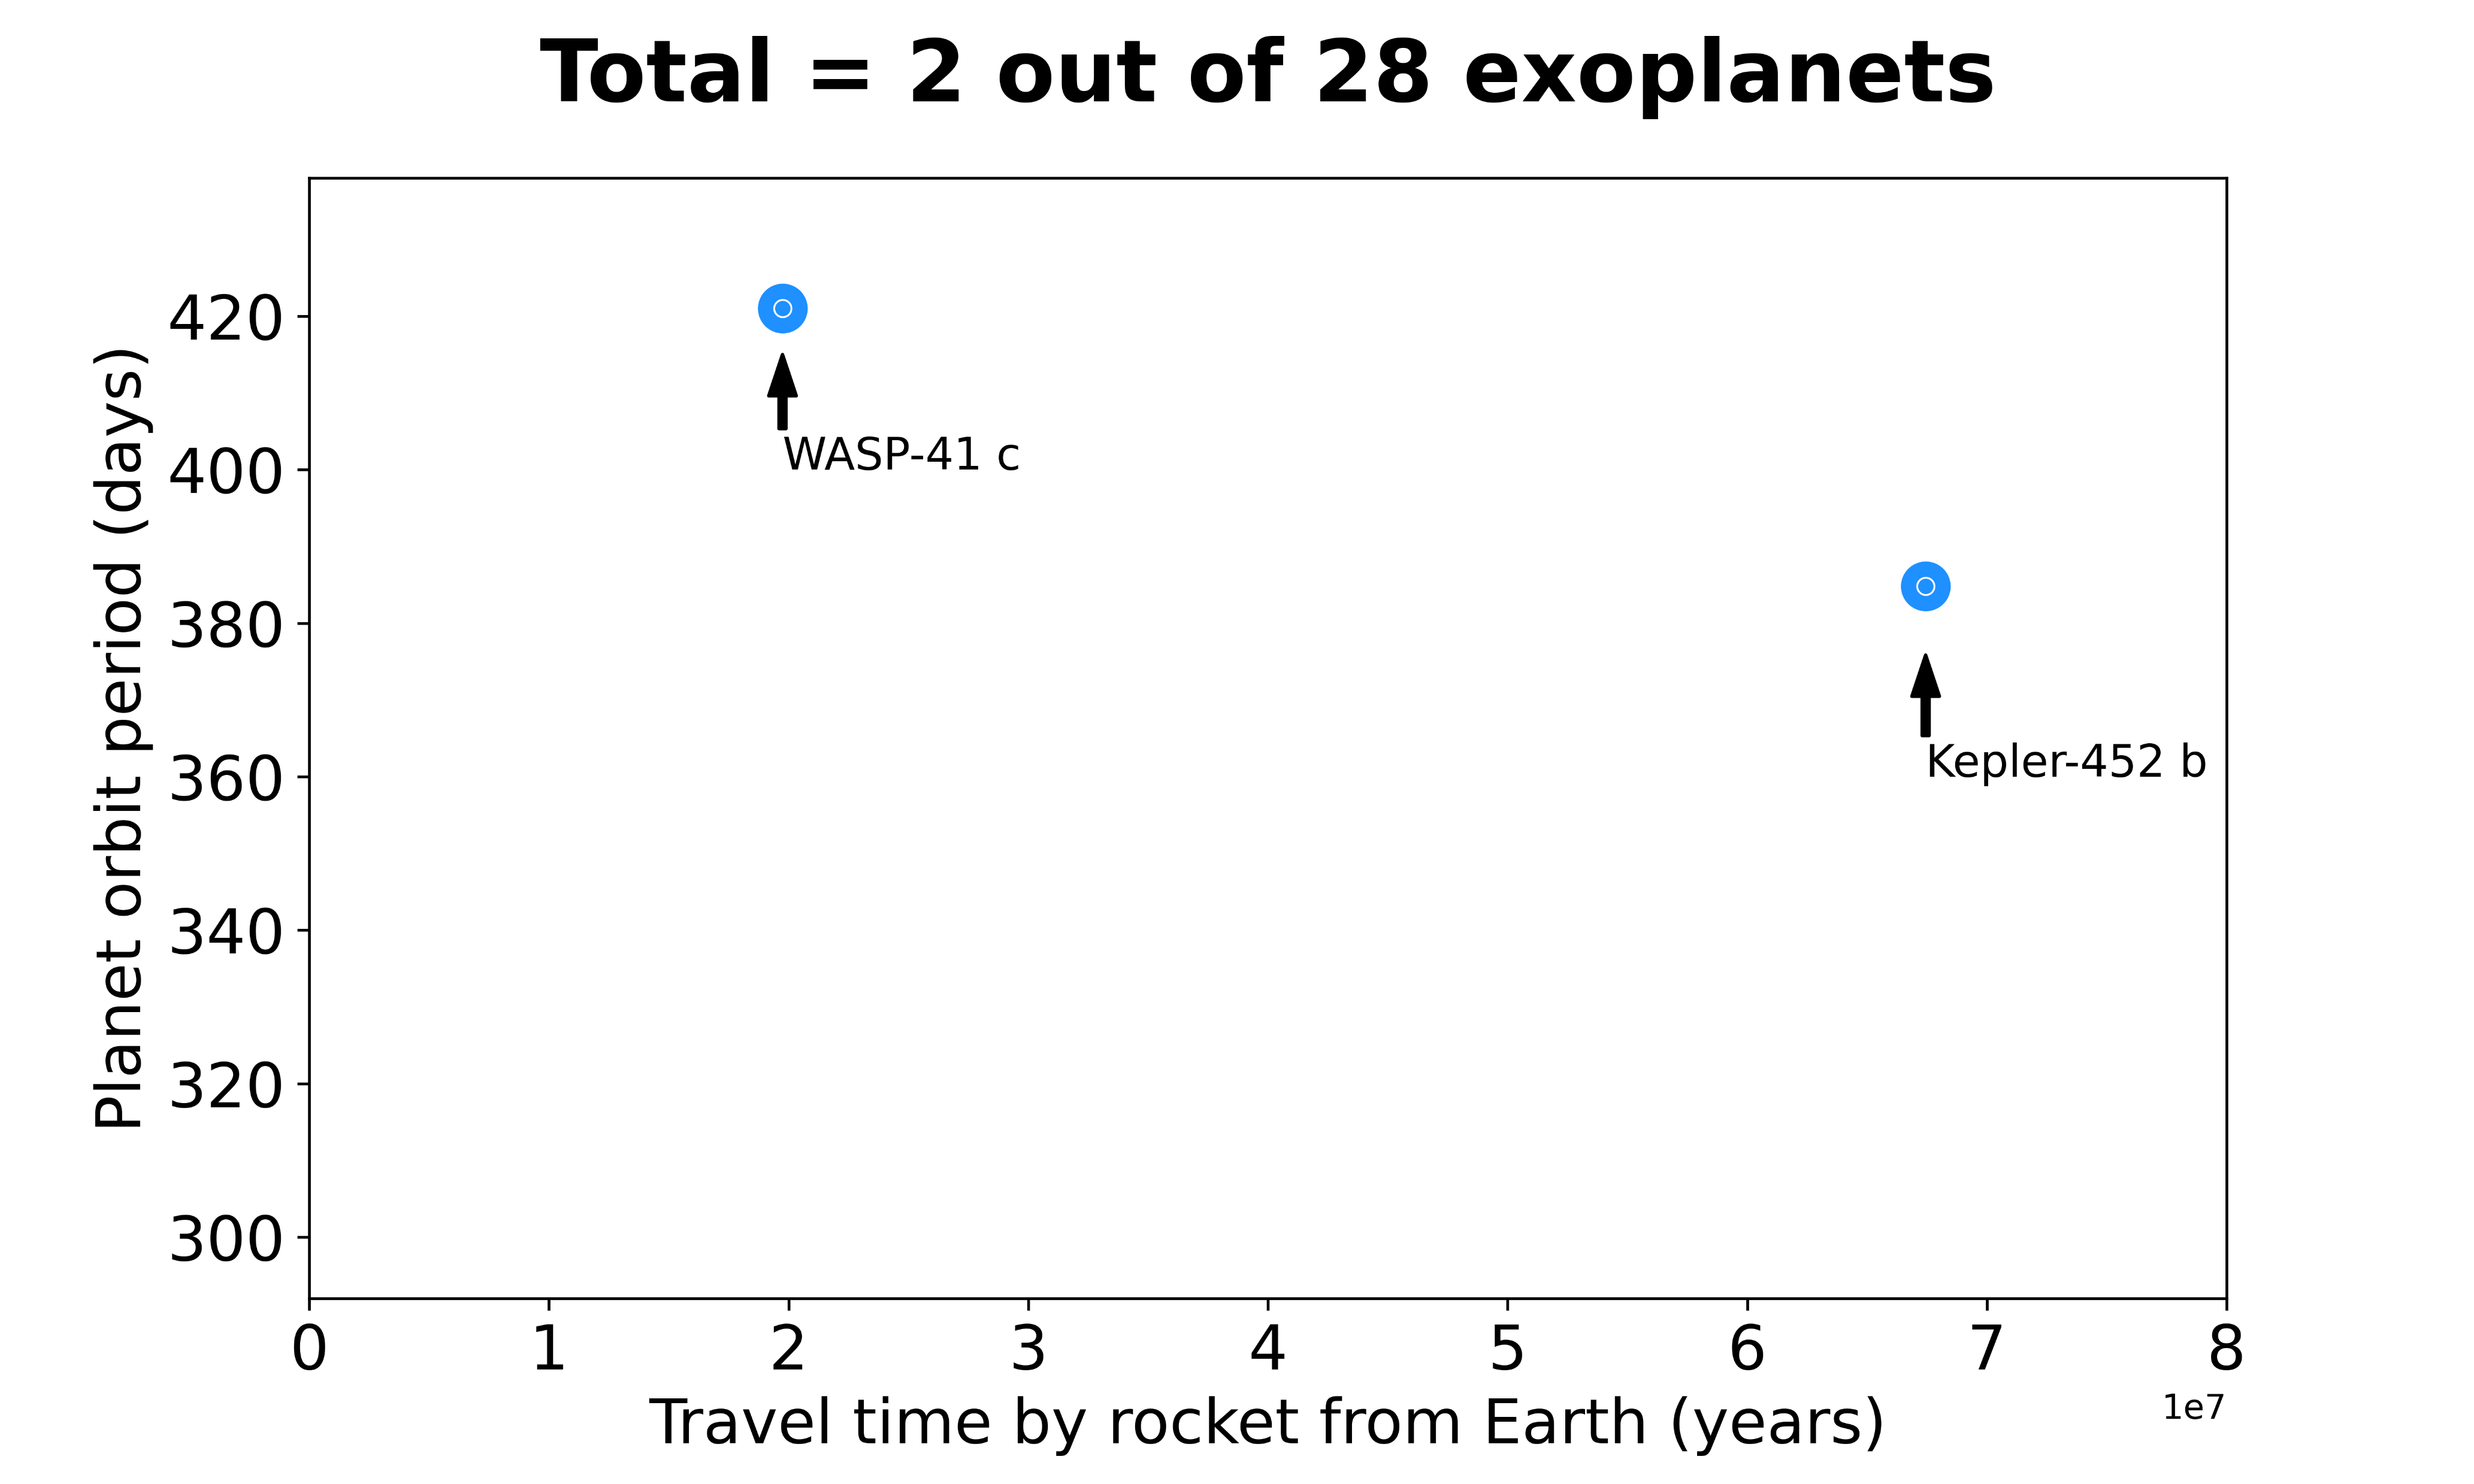 Total = 2 out of 28 exoplanets
Planet orbit period (days)
420
400
380
360
340
320
300
WASP-41 c
Kepler-452 b
0 1 2 3 4 5 6 7 8
1e7
Travel time by rocket from Earth (years)